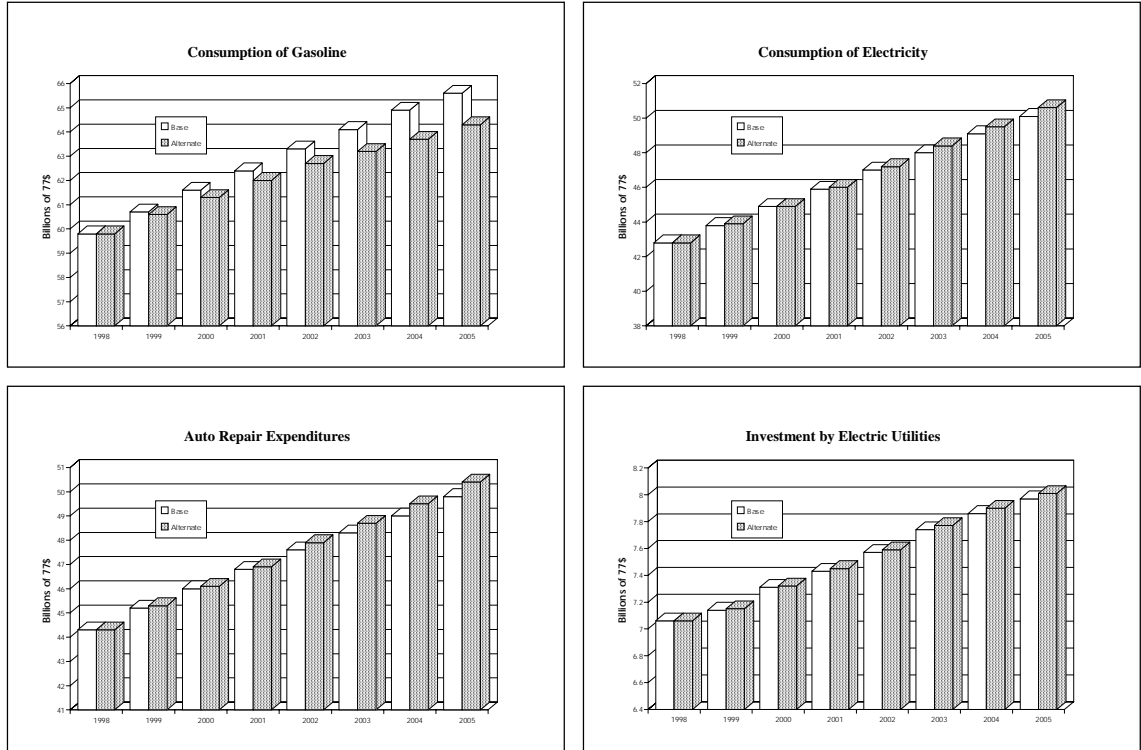 Consumption of Gasoline
Billions of 77$
66
65
64
63
62
61
60
59
58
57
56
Base
Alternate
1998 1999 2000 2001 2002 2003 2004 2005
Consumption of Electricity
Billions of 77$
52
50
48
46
44
42
40
38
Base
Alternate
1998 1999 2000 2001 2002 2003 2004 2005
Auto Repair Expenditures
Billions of 77$
51
50
49
48
47
46
45
44
43
42
41
Base
Alternate
1998 1999 2000 2001 2002 2003 2004 2005
Investment by Electric Utilities
Billions of 77$
8.2
8
7.8
7.6
7.4
7.2
7
6.8
6.6
6.4
Base
Alternate
1998 1999 2000 2001 2002 2003 2004 2005